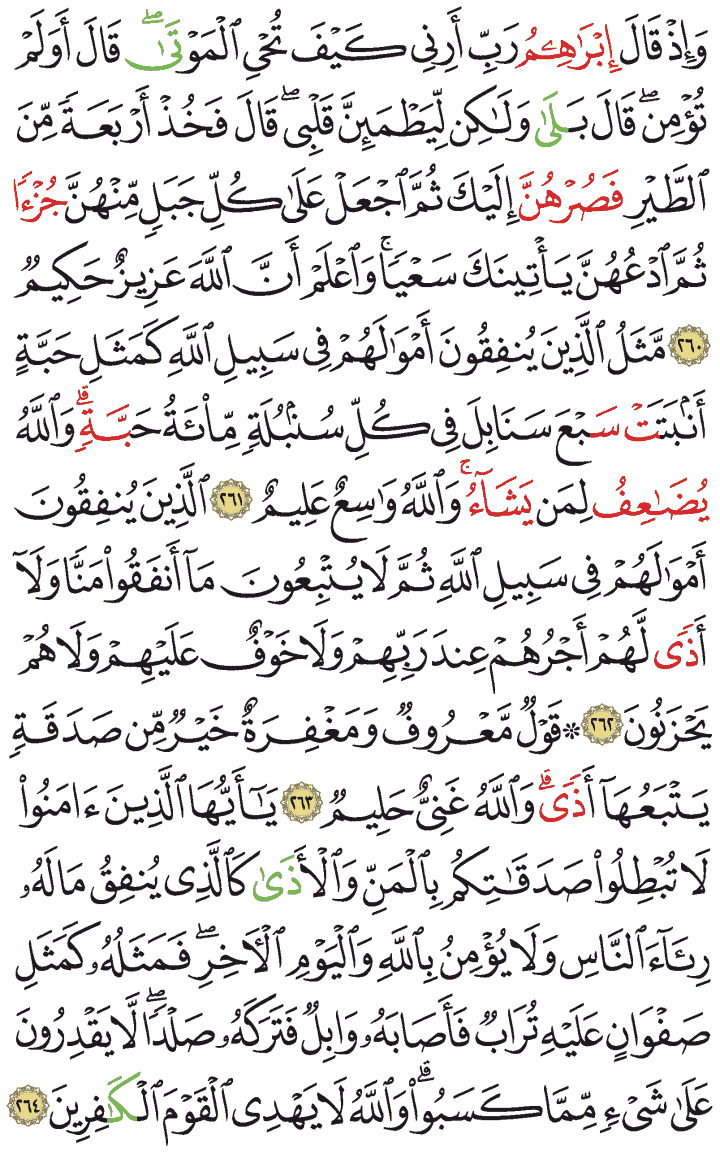 وَإِذْ قَالَ إِبْرَٰهِـۧمُ رَبِّ أَرِنِى كَيْفَ تُحْىِ ٱلْمَوْتَىٰ ۖ قَالَ أَوَلَمْ
تُؤْمِن ۖ قَالَ بَلَىٰ وَلَٰكِن لِّيَطْمَئِنَّ قَلْبِى ۖ قَالَ فَخُذْ أَرْبَعَةً مِّنَ
ٱلطَّيْرِ فَصُرْهُنَّ إِلَيْكَ ثُمَّ ٱجْعَلْ عَلَىٰ كُلِّ جَبَلٍ مِّنْهُنَّ جُزْءًا
ثُمَّ ٱدْعُهُنَّ يَأْتِينَكَ سَعْيًا ۚ وَٱعْلَمْ أَنَّ ٱللَّهَ عَزِيزٌ حَكِيمٌ
٢٦٠ مَّثَلُ ٱلَّذِينَ يُنفِقُونَ أَمْوَٰلَهُمْ فِى سَبِيلِ ٱللَّهِ كَمَثَلِ حَبَّةٍ
أَنۢبَتَتْ سَبْعَ سَنَابِلَ فِى كُلِّ سُنۢبُلَةٍ مِّا۟ئَةُ حَبَّةٍ ۗ وَٱللَّهُ
يُضَٰعِفُ لِمَن يَشَآءُ ۚ وَٱللَّهُ وَٰسِعٌ عَلِيمٌ ٢٦١ ٱلَّذِينَ يُنفِقُونَ
أَمْوَٰلَهُمْ فِى سَبِيلِ ٱللَّهِ ثُمَّ لَا يُتْبِعُونَ مَآ أَنفَقُوا۟ مَنًّا وَلَآ
أَذًى لَّهُمْ أَجْرُهُمْ عِندَ رَبِّهِمْ وَلَا خَوْفٌ عَلَيْهِمْ وَلَا هُمْ
يَحْزَنُونَ ٢٦٢ * قَوْلٌ مَّعْرُوفٌ وَمَغْفِرَةٌ خَيْرٌ مِّن صَدَقَةٍ
يَتْبَعُهَآ أَذًى ۗ وَٱللَّهُ غَنِىٌّ حَلِيمٌ ٢٦٣ يَٰٓأَيُّهَا ٱلَّذِينَ ءَامَنُوا۟
لَا تُبْطِلُوا۟ صَدَقَٰتِكُم بِٱلْمَنِّ وَٱلْأَذَىٰ كَٱلَّذِى يُنفِقُ مَالَهُۥ
رِئَآءَ ٱلنَّاسِ وَلَا يُؤْمِنُ بِٱللَّهِ وَٱلْيَوْمِ ٱلْءَاخِرِ ۖ فَمَثَلُهُۥ كَمَثَلِ
صَفْوَانٍ عَلَيْهِ تُرَابٌ فَأَصَابَهُۥ وَابِلٌ فَتَرَكَهُۥ صَلْدًا ۖ لَّا يَقْدِرُونَ
عَلَىٰ شَىْءٍ مِّمَّا كَسَبُوا۟ ۗ وَٱللَّهُ لَا يَهْدِى ٱلْقَوْمَ ٱلْكَٰفِرِينَ ٢٦٤